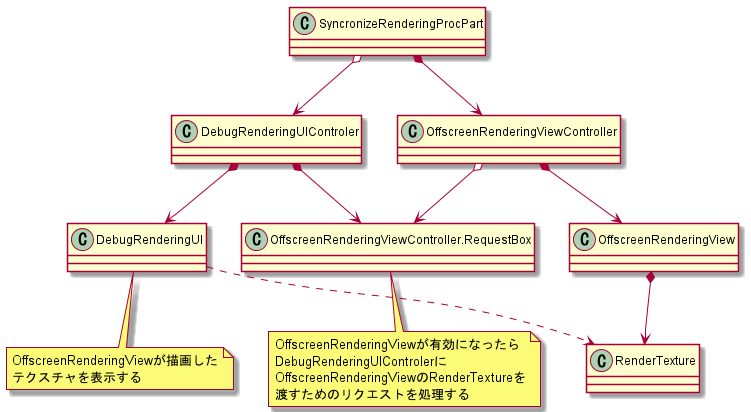 C SyncronizeRenderingProcPart
C DebugRenderingUIControler
C OffscreenRenderingViewController
C DebugRenderingUI
C OffscreenRenderingViewController.RequestBox
C OffscreenRenderingView
OffscreenRenderingViewが描画した
テクスチャを表示する
OffscreenRenderingViewが有効になったら
DebugRenderingUIControlerに
OffscreenRenderingViewのRenderTextureを
渡すためのリクエストを処理する
C RenderTexture